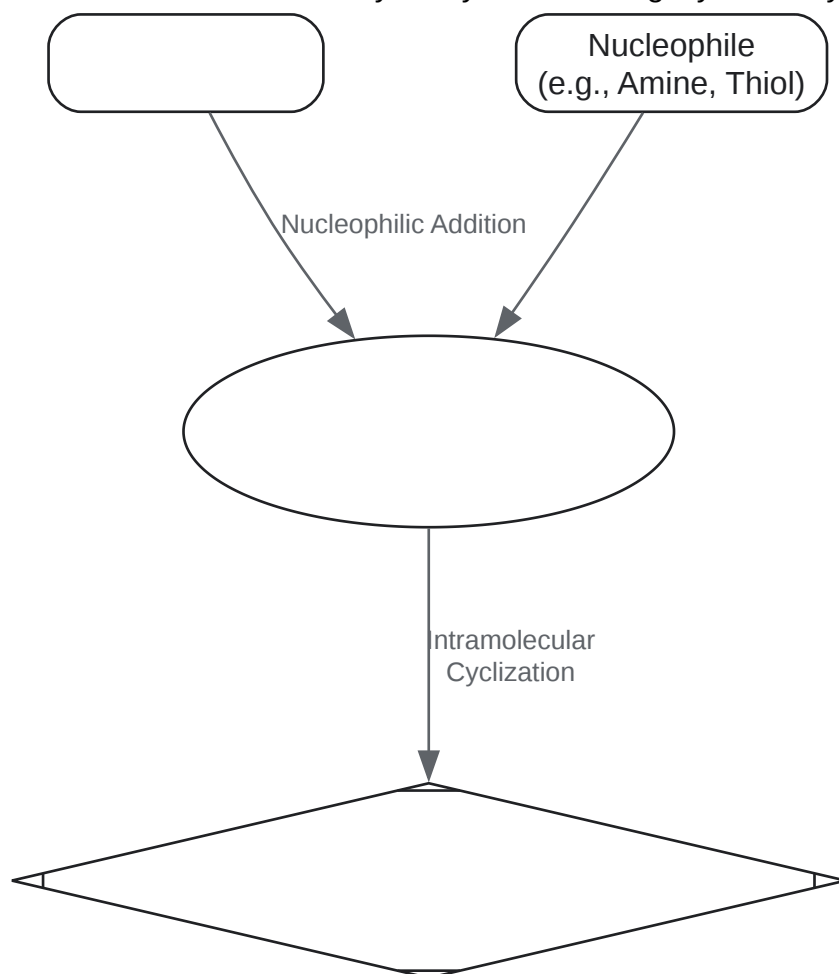 Nucleophile
(e.g., Amine, Thiol)
Nucleophilic Addition
Intramolecular
Cyclization